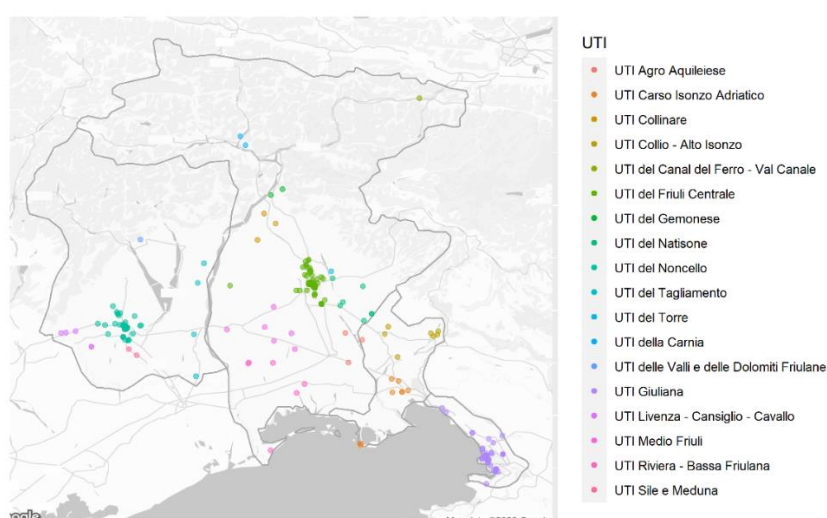 UTI
UTI Agro Aquileiese
UTI Carso Isonzo Adriatico
UTI Collinare
UTI Collio - Alto Isonzo
UTI del Canal del Ferro - Val Canale
UTI del Friuli Centrale
UTI del Gemonese
UTI del Natisone
UTI del Noncello
UTI del Tagliamento
UTI del Torre
UTI della Carnia
UTI delle Valli e delle Dolomiti Friulane
UTI Giuliana
UTI Livenza - Cansiglio - Cavallo
UTI Medio Friuli
UTI Riviera - Bassa Friulana
UTI Sile e Meduna